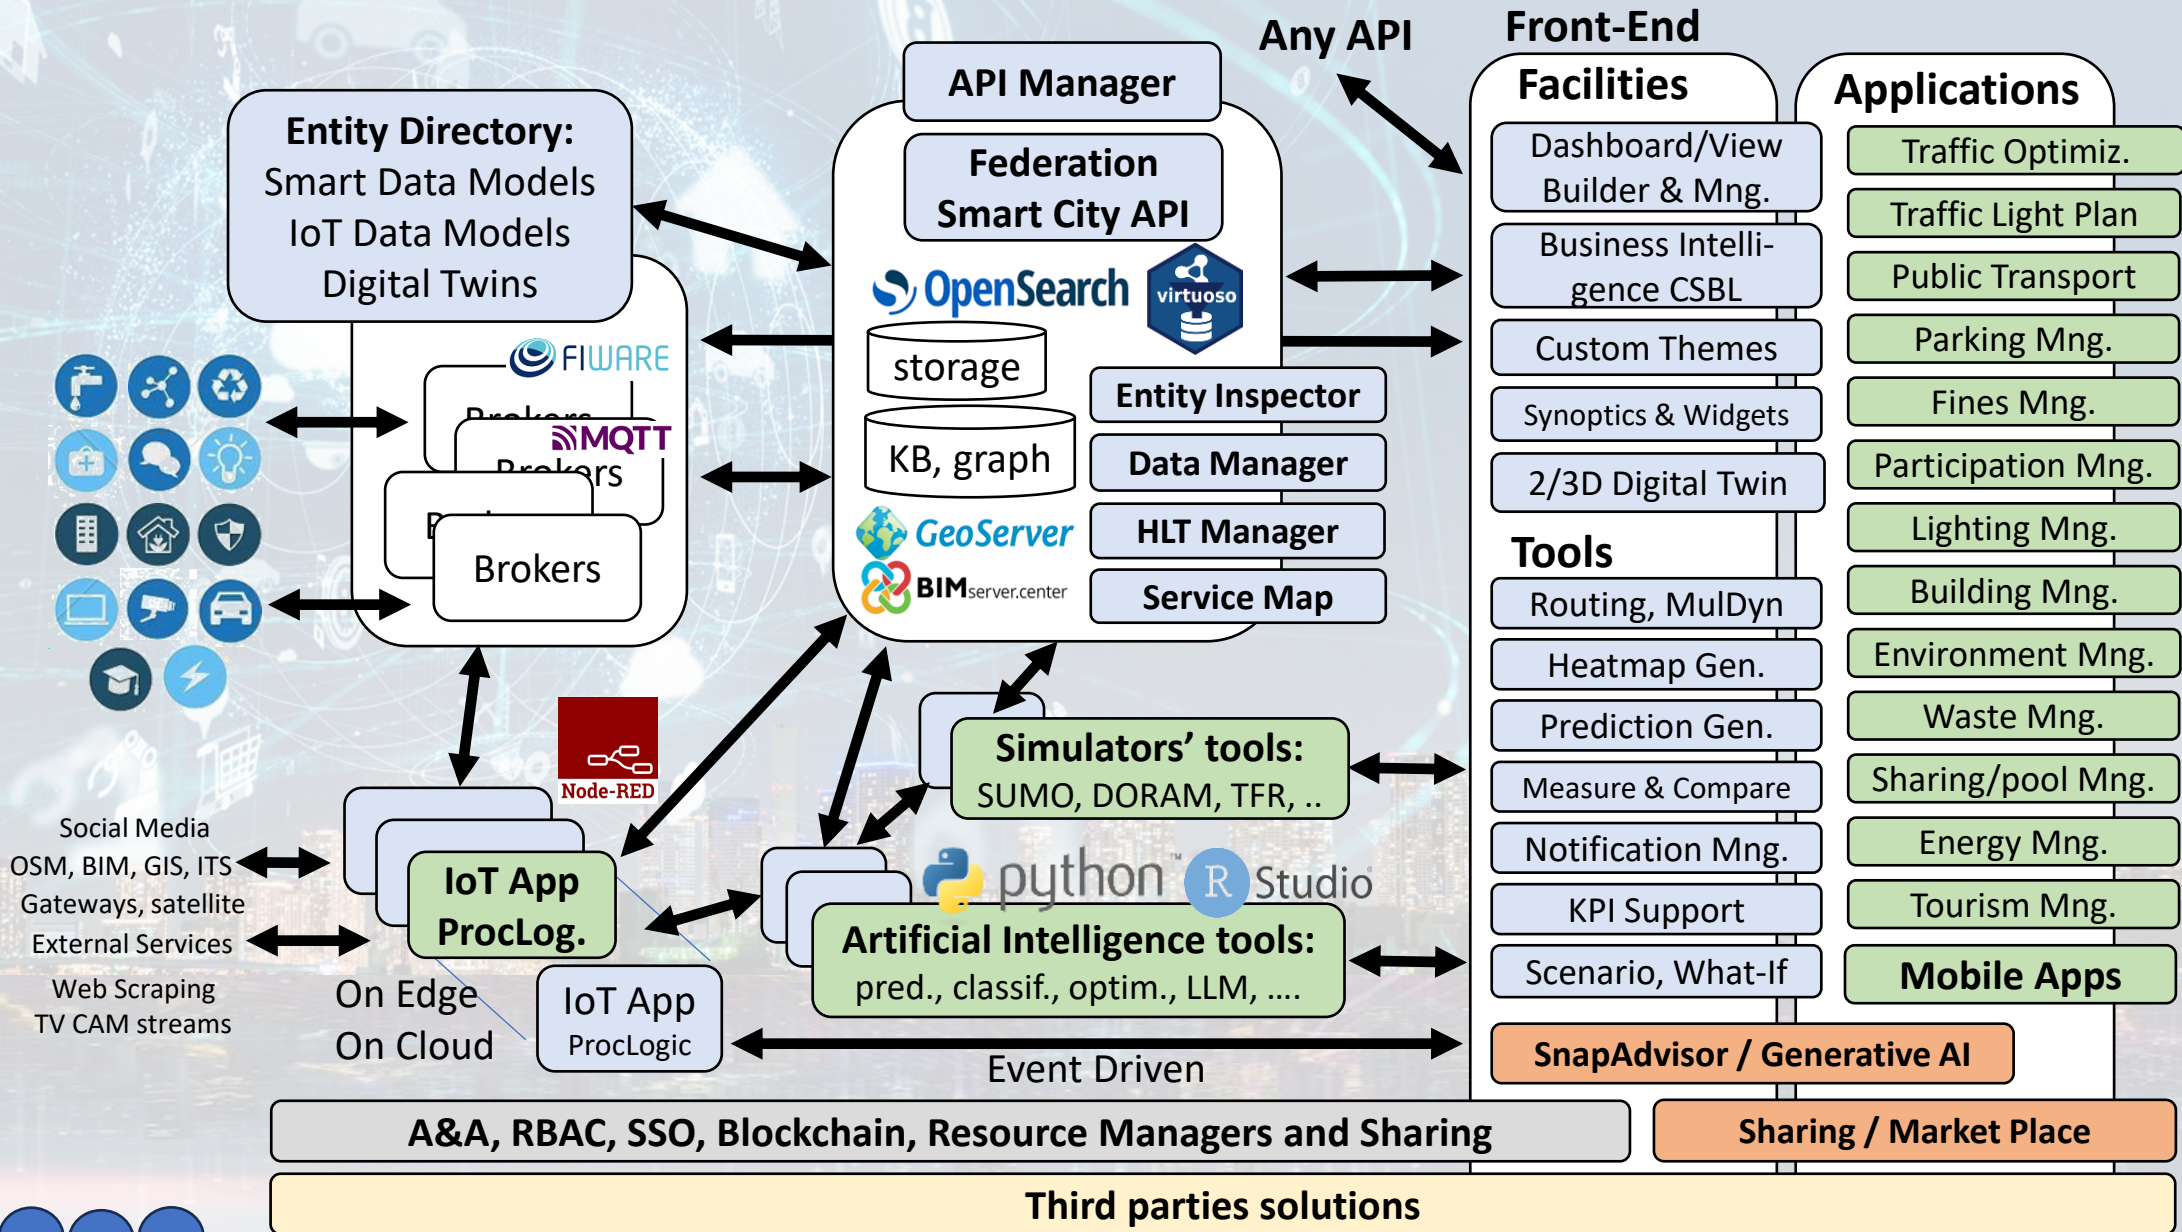 Any API
Front-End
API Manager
Federation
Smart City API
OpenSearch
virtuoso
storage
KB, graph
Entity Inspector
Data Manager
HLT Manager
Service Map
GeoServer
BIMserver.center
Entity Directory:
Smart Data Models
IoT Data Models
Digital Twins
FIWARE
Brokers
MQTT
Brokers
Brokers
Node-RED
Social Media
OSM, BIM, GIS, ITS
Gateways, satellite
External Services
Web Scraping
TV CAM streams
IoT App
ProcLog.
On Edge
On Cloud
IoT App
ProcLogic
Event Driven
Simulators’ tools:
SUMO, DORAM, TFR, ..
python™
R Studio
Artificial Intelligence tools:
pred., classif., optim., LLM, ….
Facilities
Dashboard/View
Builder & Mng.
Business Intelli-
gence CSBL
Custom Themes
Synoptics & Widgets
2/3D Digital Twin
Tools
Routing, MulDyn
Heatmap Gen.
Prediction Gen.
Measure & Compare
Notification Mng.
KPI Support
Scenario, What-If
Applications
Traffic Optimiz.
Traffic Light Plan
Public Transport
Parking Mng.
Fines Mng.
Participation Mng.
Lighting Mng.
Building Mng.
Environment Mng.
Waste Mng.
Sharing/pool Mng.
Energy Mng.
Tourism Mng.
Mobile Apps
SnapAdvisor / Generative AI
A&A, RBAC, SSO, Blockchain, Resource Managers and Sharing
Sharing / Market Place
Third parties solutions